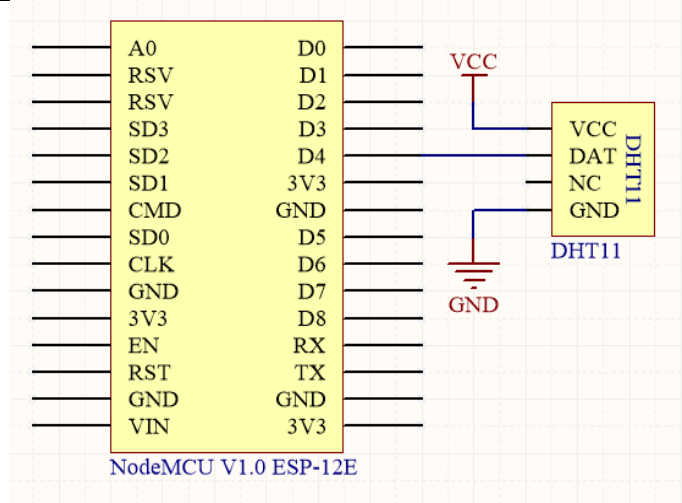 A0 D0
RSV D1
RSV D2
SD3 D3
SD2 D4
SD1 3V3
CMD GND
SD0 D5
CLK D6
GND D7
3V3 D8
EN RX
RST TX
GND GND
VIN 3V3
NodeMCU V1.0 ESP-12E
VCC
VCC
DAT
NC
GND
DHT11
DHT11
GND